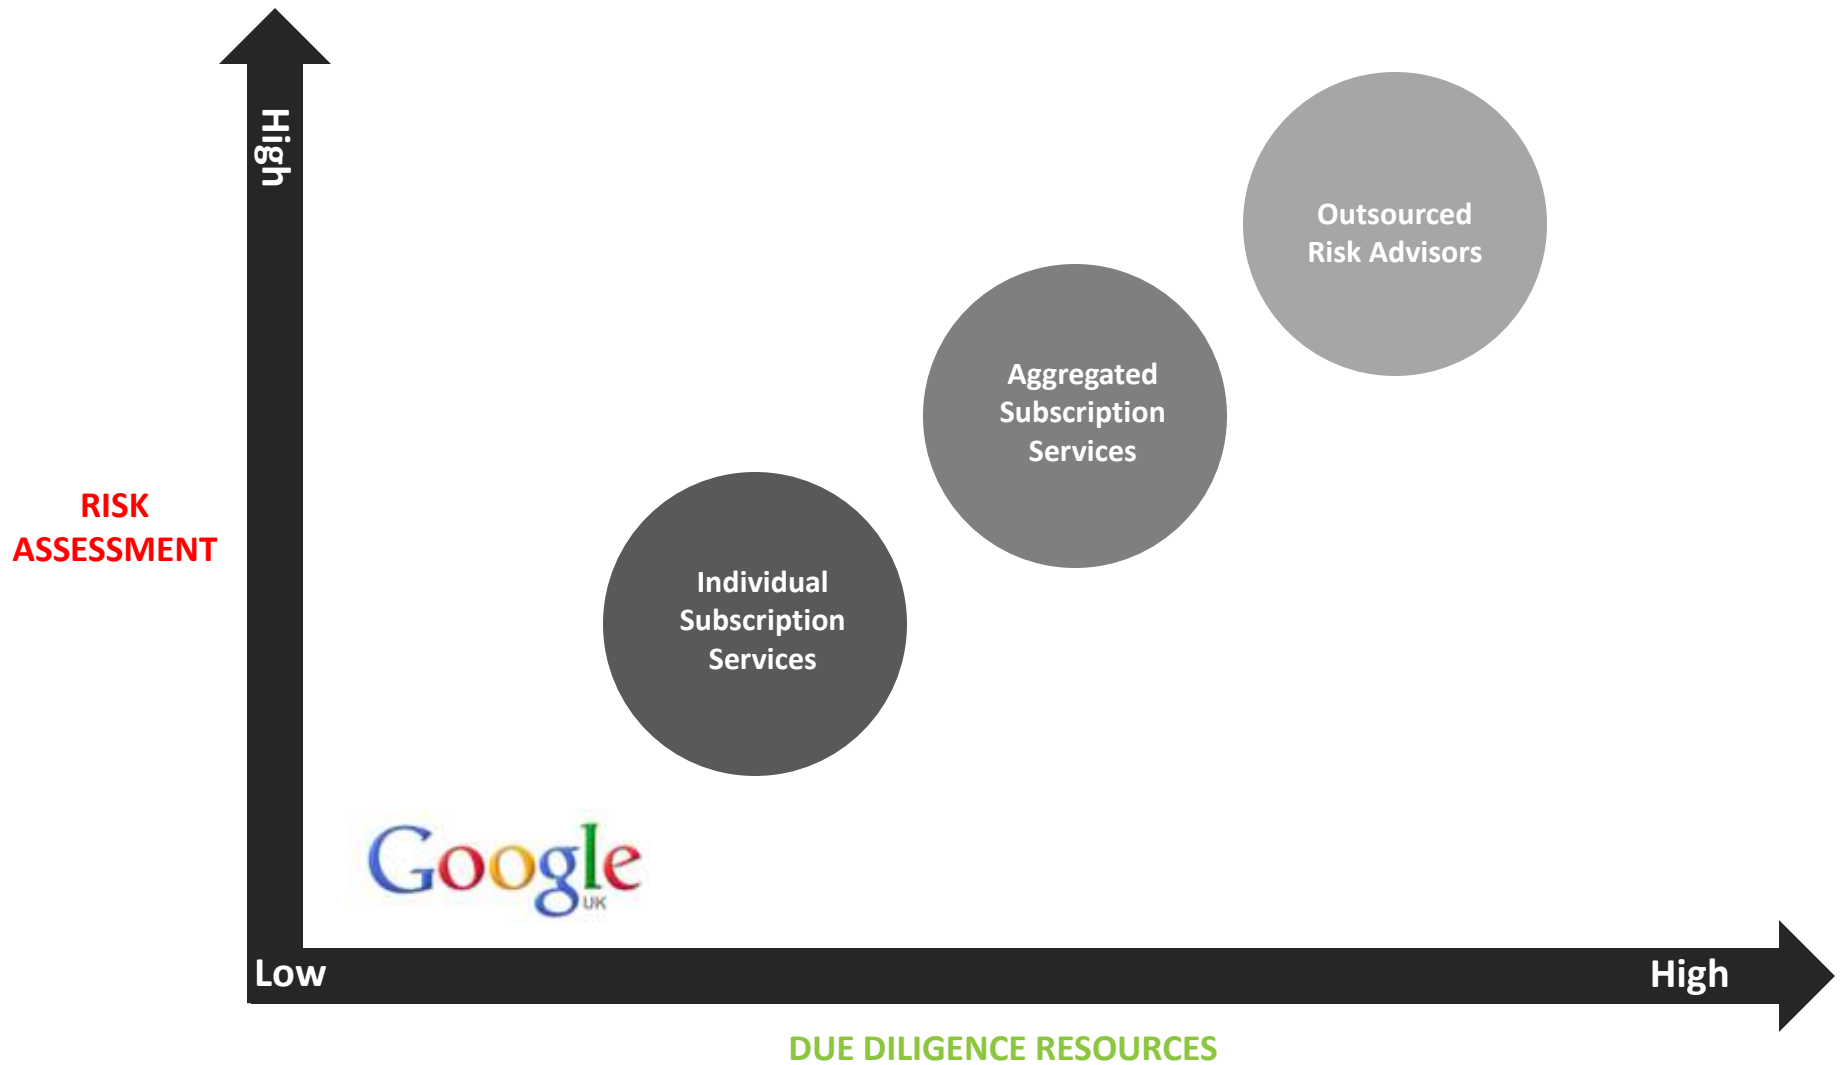 High
Outsourced
Risk Advisors
Aggregated
Subscription
Services
RISK
ASSESSMENT
Individual
Subscription
Services
Google
UK
Low
High
DUE DILIGENCE RESOURCES